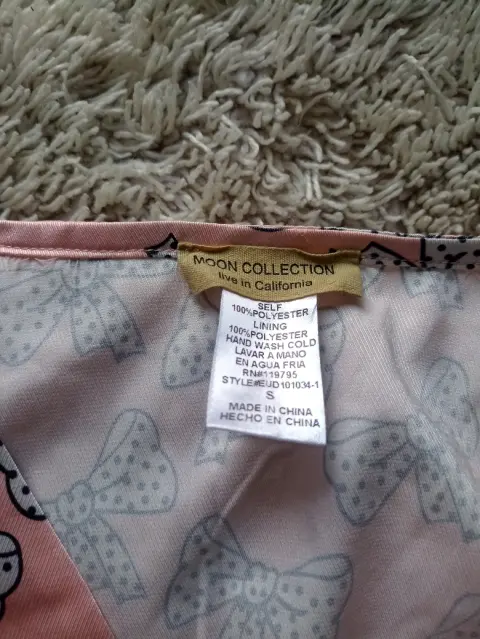 MOON COLLECTION
live in California
SELF
100%POLYESTER
LINING
100%POLYESTER
HAND WASH COLD
LAVAR A MANO
EN AGUA FRIA
RN#119795
STYLE#EUD101034-1
S
MADE IN CHINA
HECHO EN CHINA